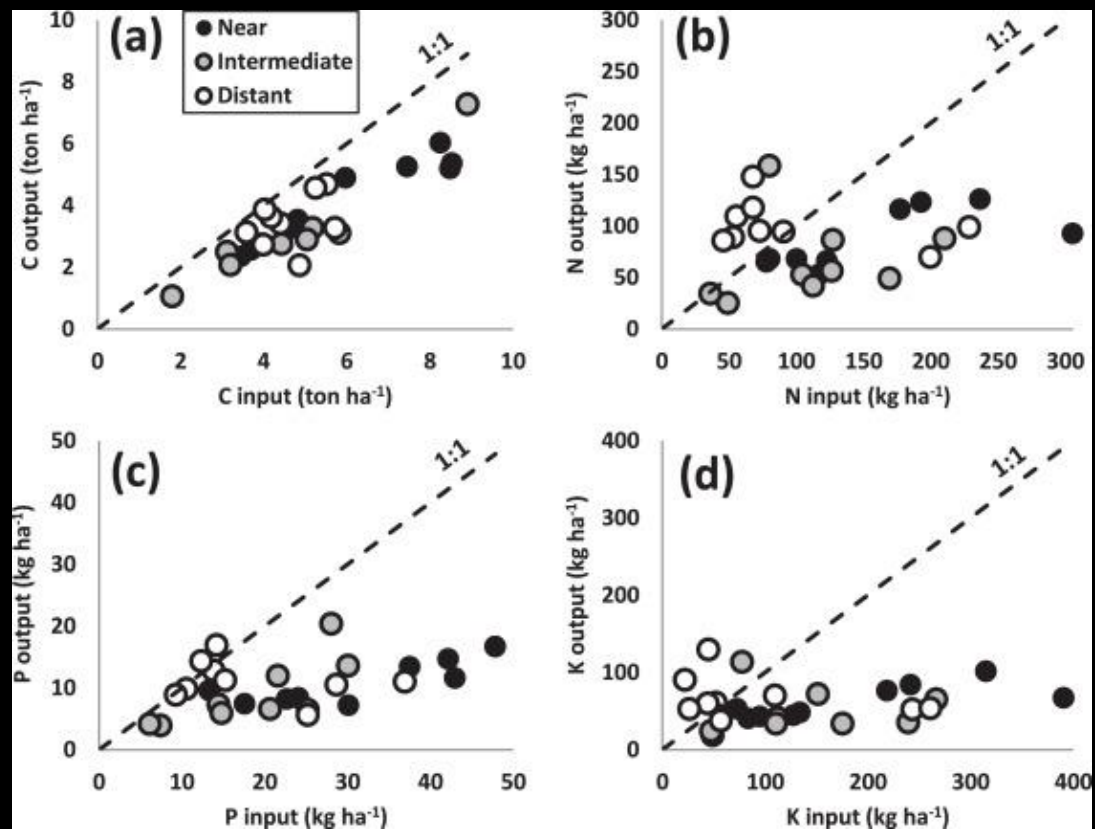 (a)
Near
Intermediate
Distant
1:1
10
8
6
4
2
0
C output (ton ha⁻¹)
0 2 4 6 8 10
C input (ton ha⁻¹)
(b)
1:1
300
250
200
150
100
50
0
N output (kg ha⁻¹)
0 50 100 150 200 250 300
N input (kg ha⁻¹)
(c)
1:1
50
40
30
20
10
0
P output (kg ha⁻¹)
0 10 20 30 40 50
P input (kg ha⁻¹)
(d)
1:1
400
300
200
100
0
K output (kg ha⁻¹)
0 100 200 300 400
K input (kg ha⁻¹)